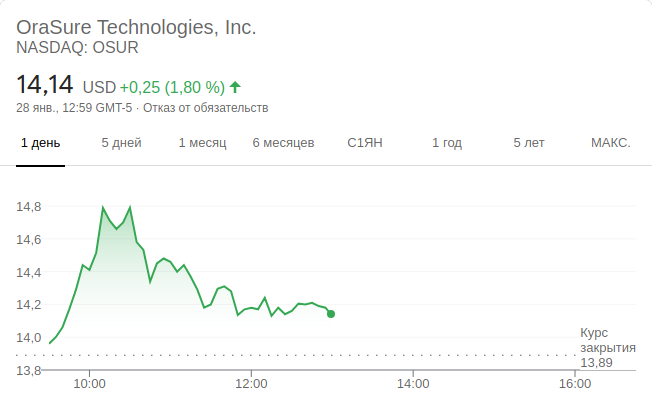 OraSure Technologies, Inc.
NASDAQ: OSUR
14,14 USD +0,25 (1,80 %)
28 янв., 12:59 GMT-5 · Отказ от обязательств
1 день 5 дней 1 месяц 6 месяцев С1ЯН 1 год 5 лет МАКС.
14,8
14,6
14,4
14,2
14,0
13,8
Курс
закрытия
13,89
10:00 12:00 14:00 16:00